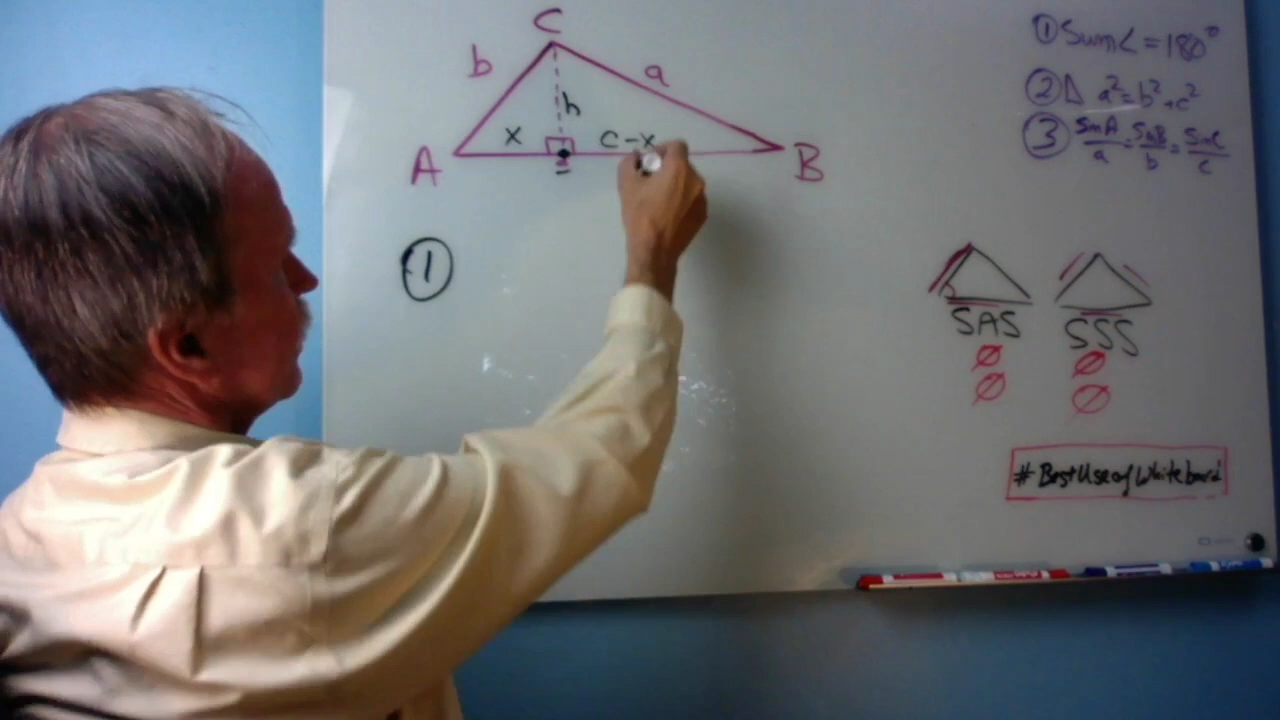 C
b
a
h
x
c-x
A
B
①
① Sum∠ = 180°
② Δ a² = b² + c²
③ SinA/a = SinB/b = SinC/c
SAS
SSS
∅
∅
∅
∅
#BestUseofWhiteboard